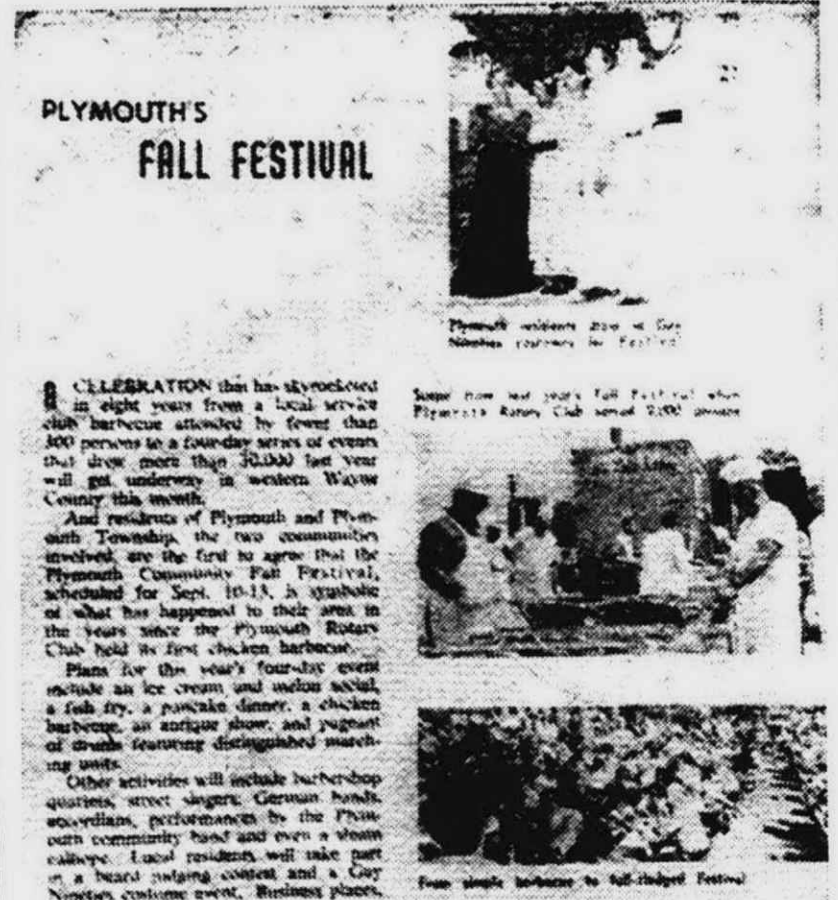 PLYMOUTH'S
FALL FESTIVAL
Plymouth residents dress in Gay
Nineties costumes for Festival
A CELEBRATION that has skyrocketed
in eight years from a local service
club barbecue attended by fewer than
300 persons to a four-day series of events
that drew more than 30,000 last year
will get underway in western Wayne
County this month.
And residents of Plymouth and Plym-
outh Township, the two communities
involved, are the first to agree that the
Plymouth Community Fall Festival,
scheduled for Sept. 10-13, is symbolic
of what has happened to their area in
the years since the Plymouth Rotary
Club held its first chicken barbecue.
Plans for this year's four-day event
include an ice cream and melon social,
a fish fry, a pancake dinner, a chicken
barbecue, an antique show, and pageant
of drums featuring distinguished march-
ing units.
Other activities will include barbershop
quartets, street singers, German bands,
accordians, performances by the Plym-
outh community band and even a steam
calliope. Local residents will take part
in a beard judging contest and a Gay
Nineties costume event. Business places,
Scene from last year's Fall Festival when
Plymouth Rotary Club served persons
From simple barbecue to full-fledged Festival